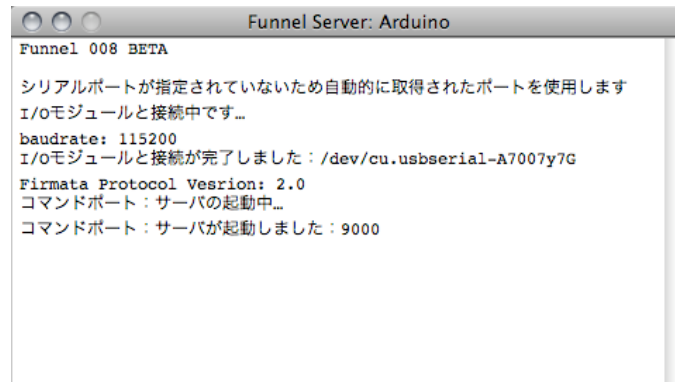 Funnel Server: Arduino
Funnel 008 BETA
シリアルポートが指定されていないため自動的に取得されたポートを使用します
I/Oモジュールと接続中です…
baudrate: 115200
I/Oモジュールと接続が完了しました：/dev/cu.usbserial-A7007y7G
Firmata Protocol Vesrion: 2.0
コマンドポート：サーバの起動中…
コマンドポート：サーバが起動しました：9000